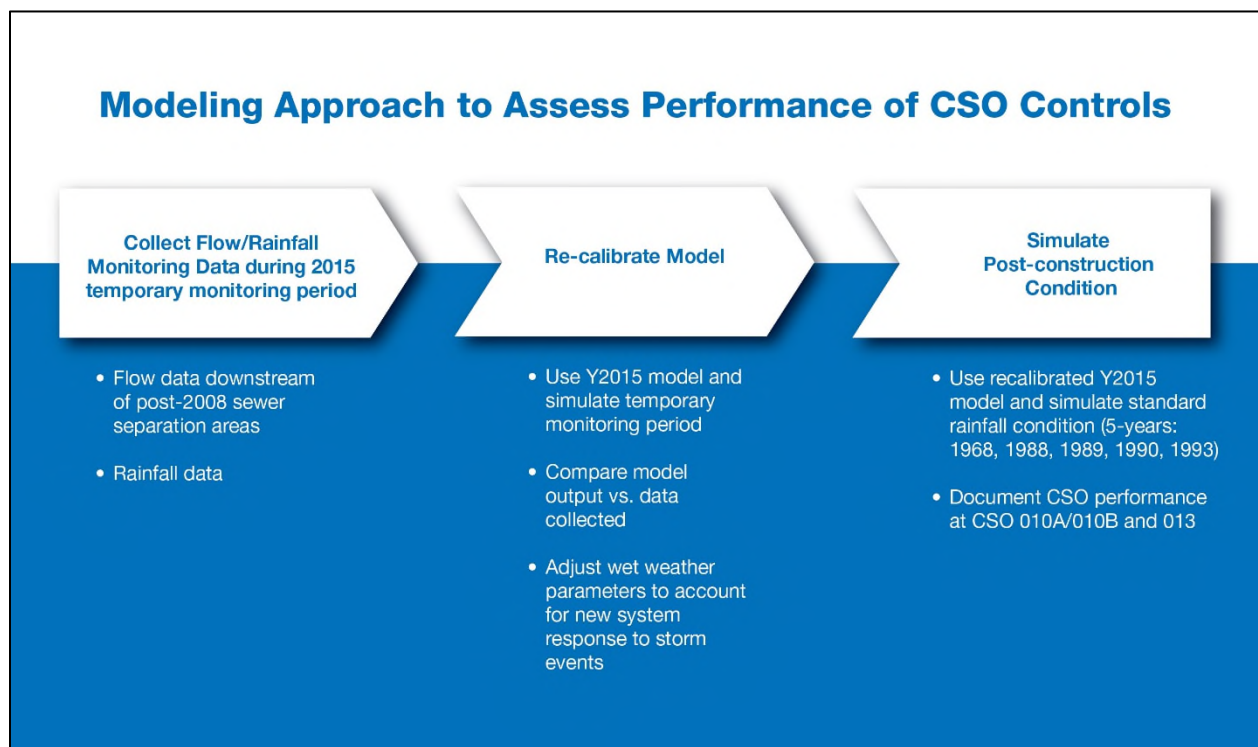 Modeling Approach to Assess Performance of CSO Controls
Collect Flow/Rainfall
Monitoring Data during 2015
temporary monitoring period
• Flow data downstream
of post-2008 sewer
separation areas
• Rainfall data
Re-calibrate Model
• Use Y2015 model and
simulate temporary
monitoring period
• Compare model
output vs. data
collected
• Adjust wet weather
parameters to account
for new system
response to storm
events
Simulate
Post-construction
Condition
• Use recalibrated Y2015
model and simulate standard
rainfall condition (5-years:
1968, 1988, 1989, 1990, 1993)
• Document CSO performance
at CSO 010A/010B and 013